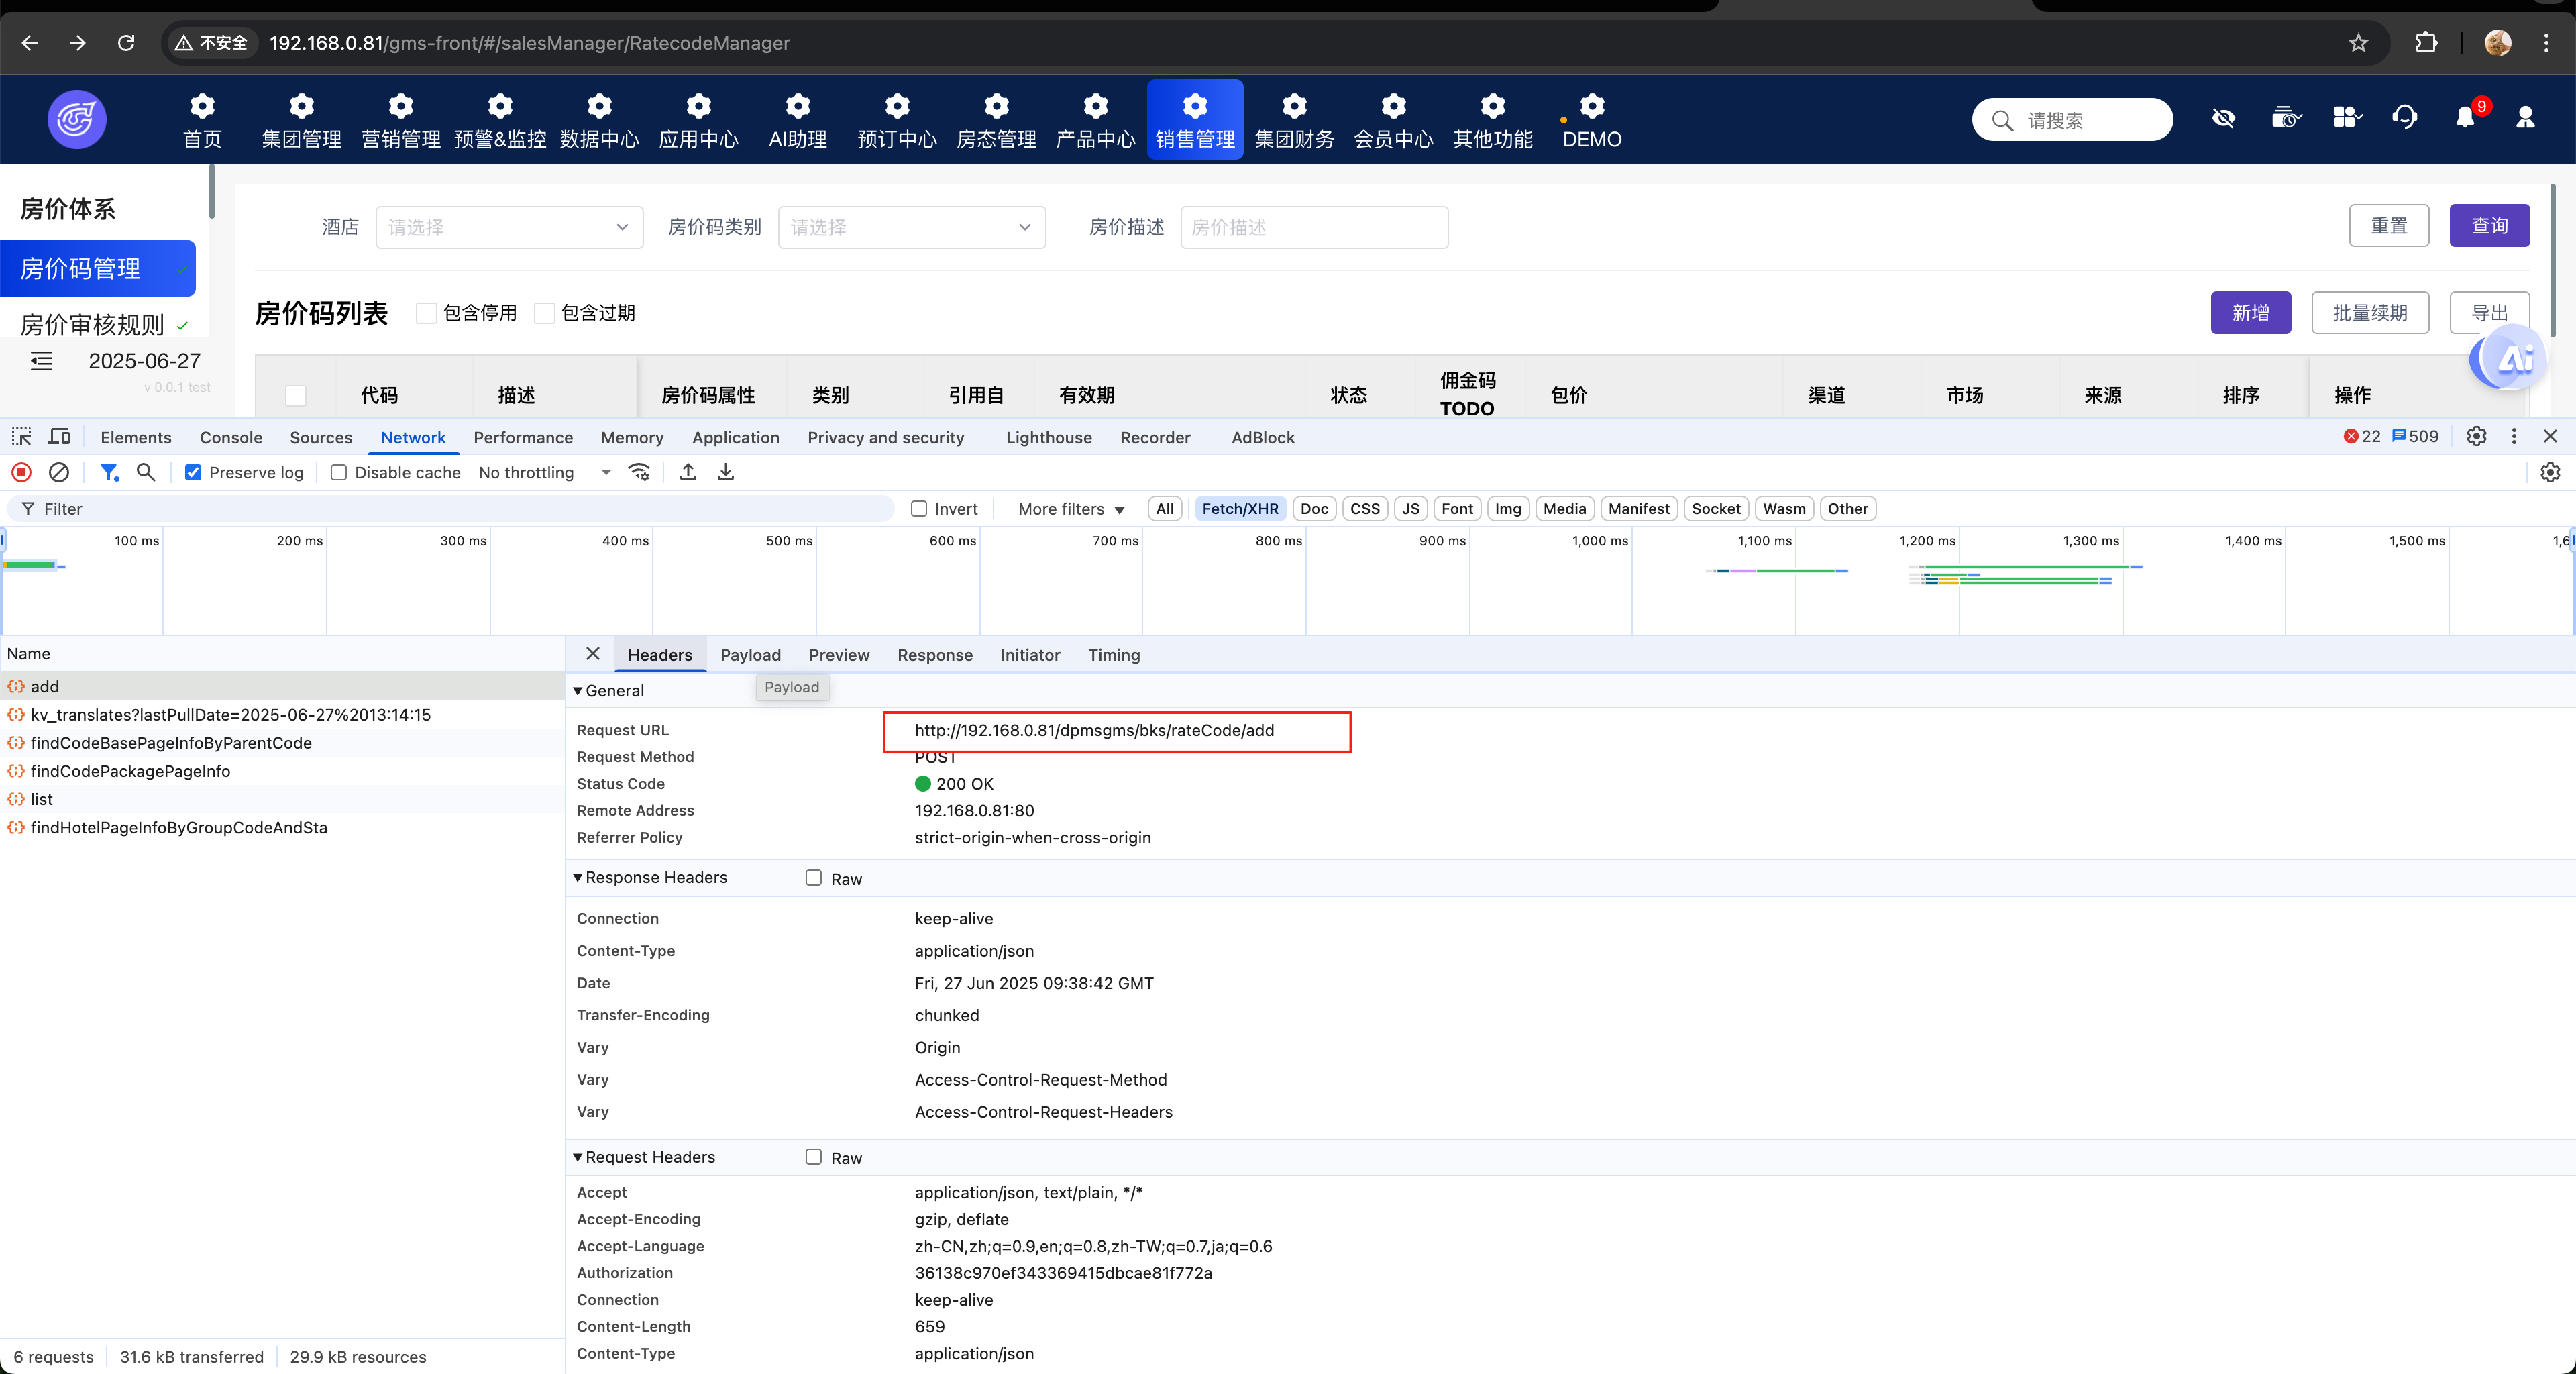 不安全 192.168.0.81/gms-front/#/salesManager/RatecodeManager
首页 集团管理 营销管理 预警&监控 数据中心 应用中心 AI助理 预订中心 房态管理 产品中心 销售管理 集团财务 会员中心 其他功能 DEMO 请搜索 9
房价体系
酒店 请选择 房价码类别 请选择 房价描述 房价描述 重置 查询
房价码管理
房价码列表 包含停用 包含过期 新增 批量续期 导出
房价审核规则
2025-06-27
v 0.0.1 test
Ai
代码 描述 房价码属性 类别 引用自 有效期 状态 佣金码 包价 渠道 市场 来源 排序 操作
TODO
Elements Console Sources Network Performance Memory Application Privacy and security Lighthouse Recorder AdBlock 22 509
Preserve log Disable cache No throttling
Filter Invert More filters All Fetch/XHR Doc CSS JS Font Img Media Manifest Socket Wasm Other
100 ms 200 ms 300 ms 400 ms 500 ms 600 ms 700 ms 800 ms 900 ms 1,000 ms 1,100 ms 1,200 ms 1,300 ms 1,400 ms 1,500 ms 1,6
Name
add
kv_translates?lastPullDate=2025-06-27%2013:14:15
findCodeBasePageInfoByParentCode
findCodePackagePageInfo
list
findHotelPageInfoByGroupCodeAndSta
6 requests 31.6 kB transferred 29.9 kB resources
Headers Payload Preview Response Initiator Timing
Payload
General
Request URL http://192.168.0.81/dpmsgms/bks/rateCode/add
Request Method POST
Status Code 200 OK
Remote Address 192.168.0.81:80
Referrer Policy strict-origin-when-cross-origin
Response Headers Raw
Connection keep-alive
Content-Type application/json
Date Fri, 27 Jun 2025 09:38:42 GMT
Transfer-Encoding chunked
Vary Origin
Vary Access-Control-Request-Method
Vary Access-Control-Request-Headers
Request Headers Raw
Accept application/json, text/plain, */*
Accept-Encoding gzip, deflate
Accept-Language zh-CN,zh;q=0.9,en;q=0.8,zh-TW;q=0.7,ja;q=0.6
Authorization 36138c970ef343369415dbcae81f772a
Connection keep-alive
Content-Length 659
Content-Type application/json